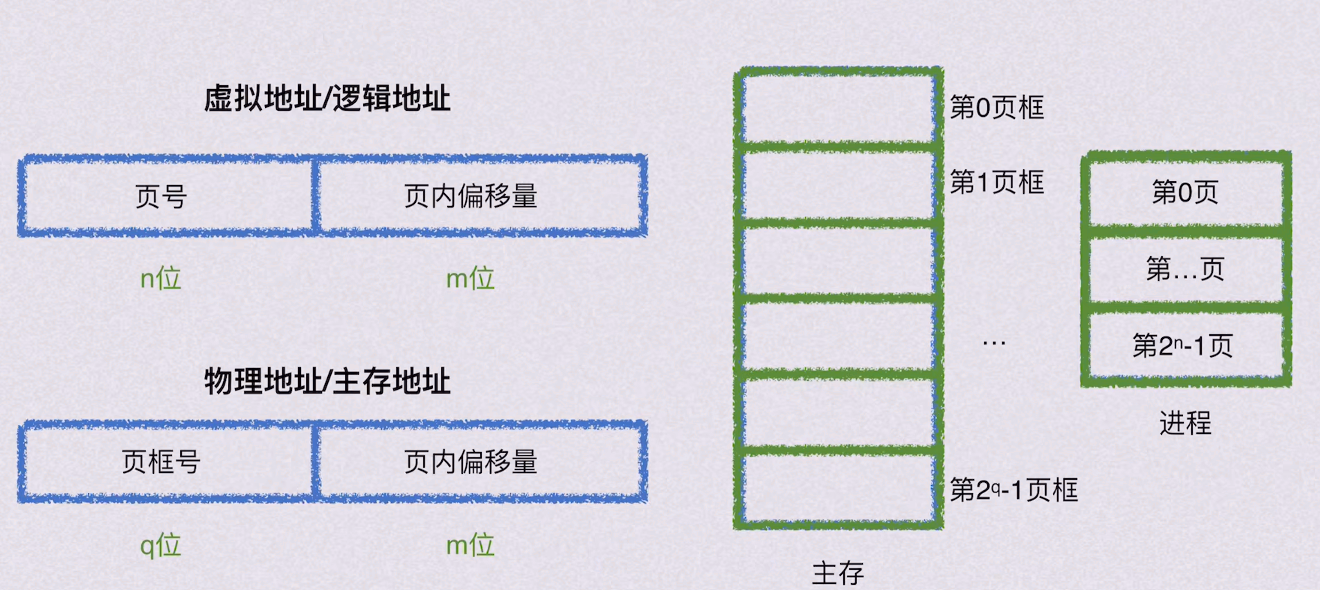 虚拟地址/逻辑地址
页号
页内偏移量
n位
m位
物理地址/主存地址
页框号
页内偏移量
q位
m位
第0页框
第1页框
…
第2ᑫ-1页框
主存
第0页
第…页
第2ⁿ-1页
进程